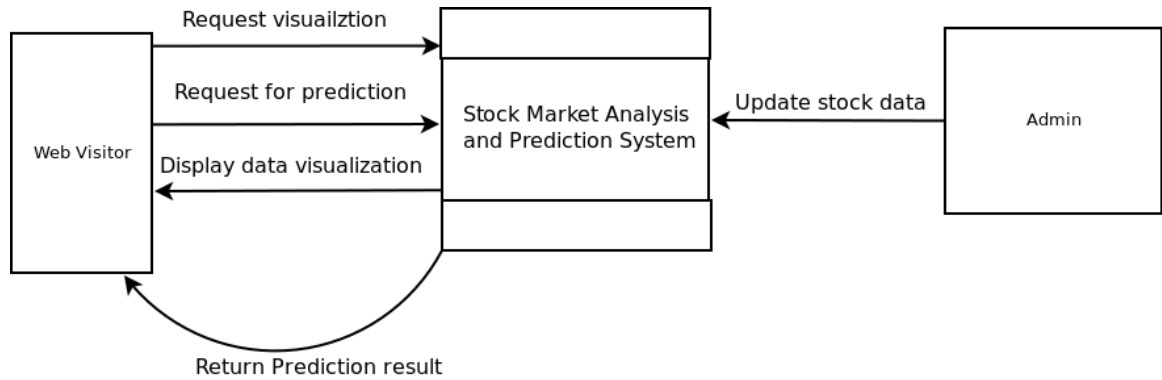 Request visuailztion
Request for prediction
Web Visitor
Display data visualization
Return Prediction result
Stock Market Analysis
and Prediction System
Update stock data
Admin